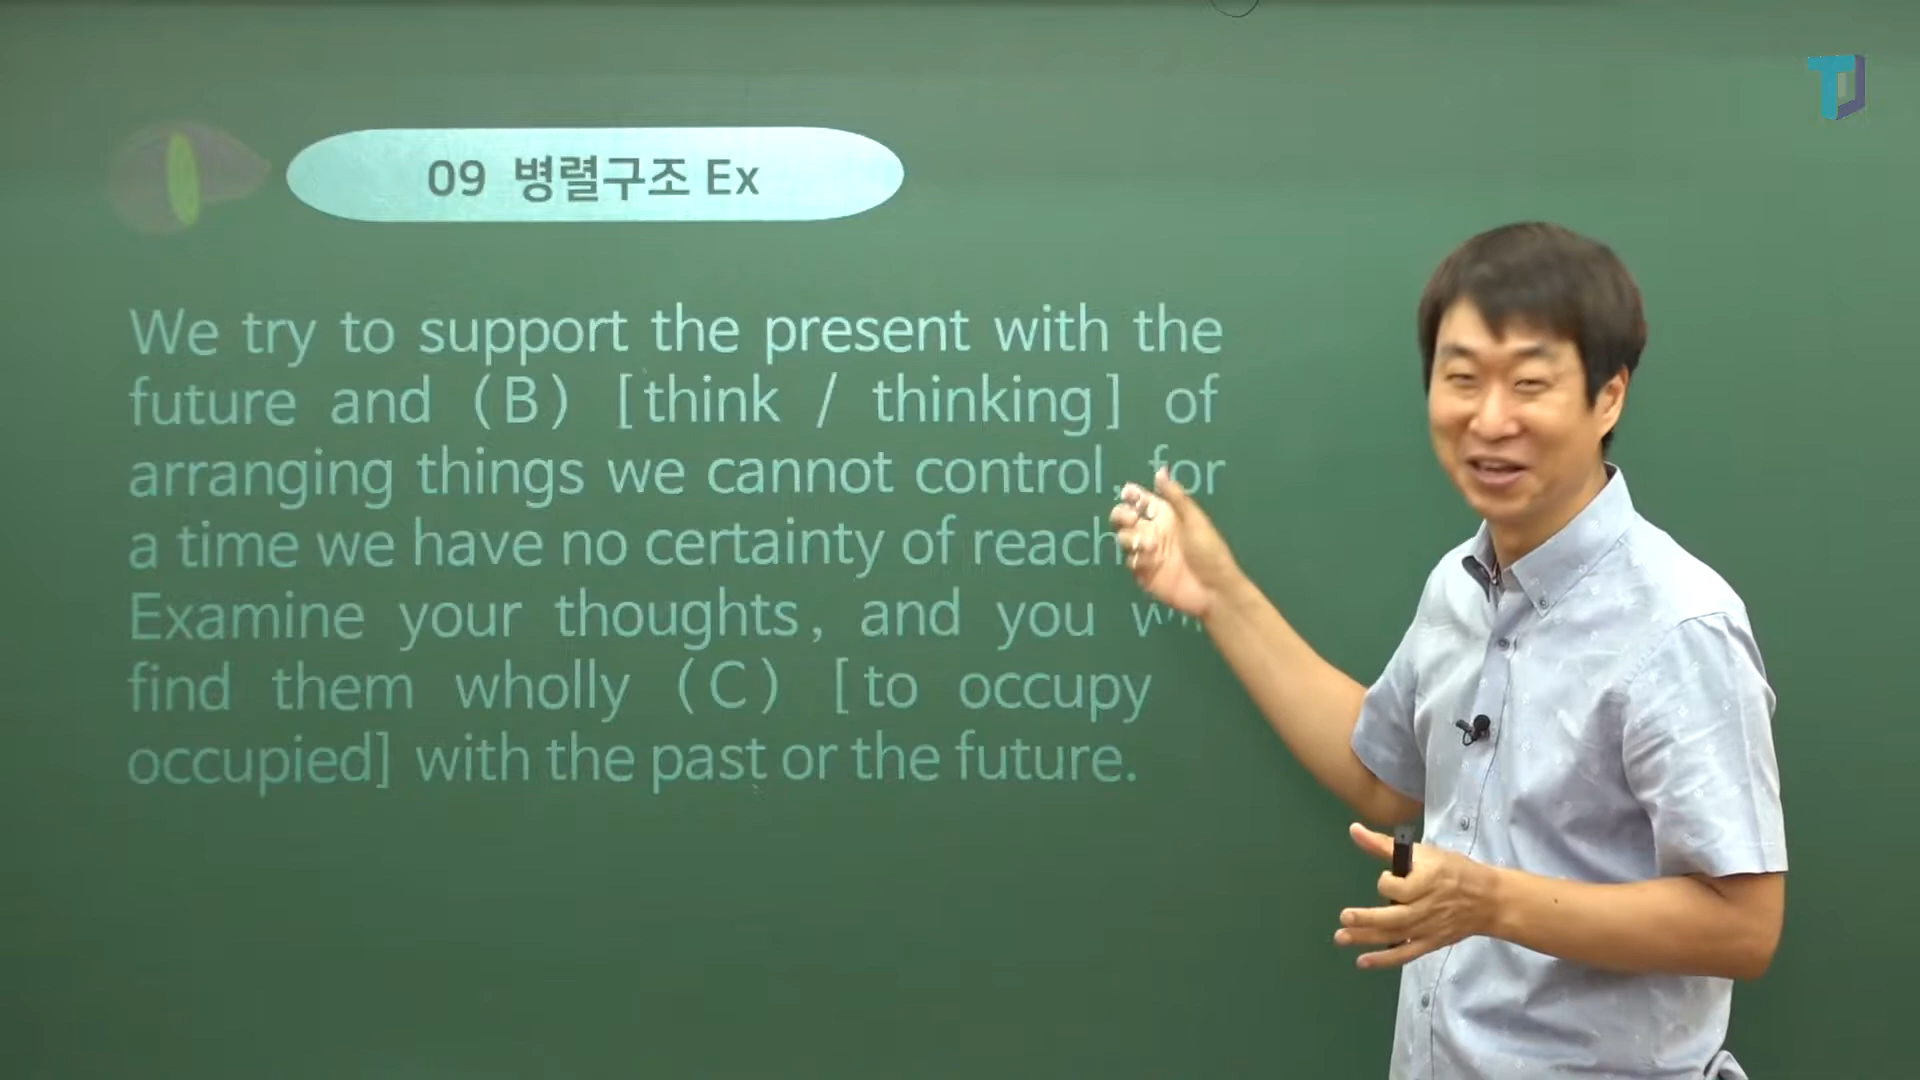 09 병렬구조 Ex
We try to support the present with the
future and (B) [think / thinking] of
arranging things we cannot control, for
a time we have no certainty of
Examine your thoughts, and you
find them wholly (C) [to occupy
occupied] with the past or the future.
TJ